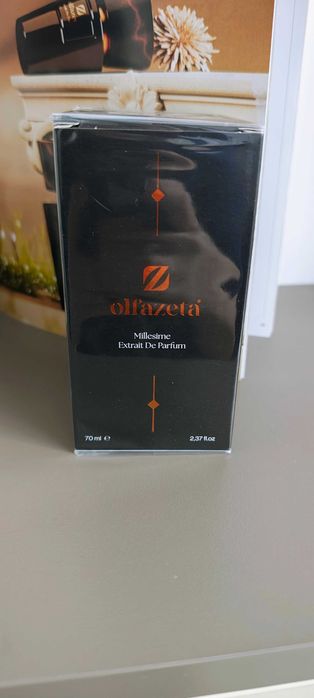 olfazeta®
Millesime
Extrait De Parfum
70 ml ℮
2,37 fl.oz